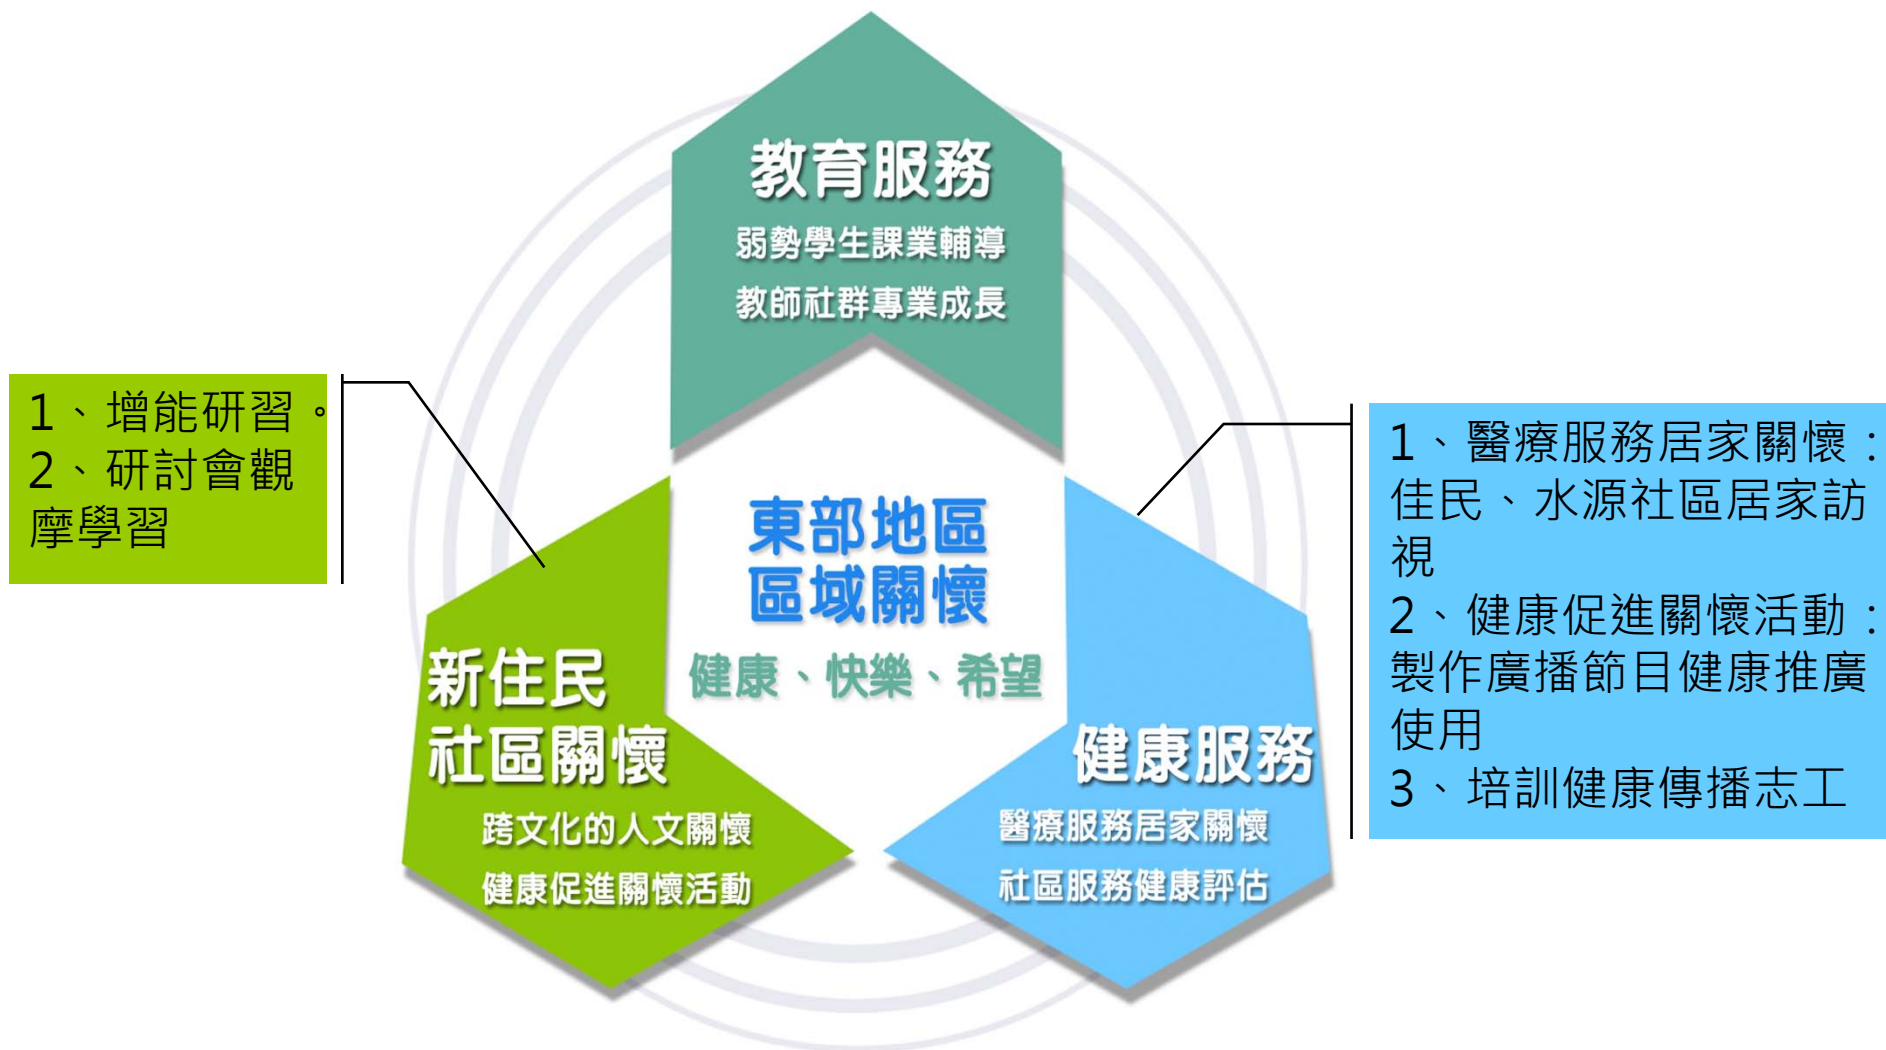 教育服務
弱勢學生課業輔導
教師社群專業成長
1、增能研習。
2、研討會觀
摩學習
東部地區
區域關懷
健康、快樂、希望
新住民
社區關懷
跨文化的人文關懷
健康促進關懷活動
健康服務
醫療服務居家關懷
社區服務健康評估
1、醫療服務居家關懷：
佳民、水源社區居家訪
視
2、健康促進關懷活動：
製作廣播節目健康推廣
使用
3、培訓健康傳播志工